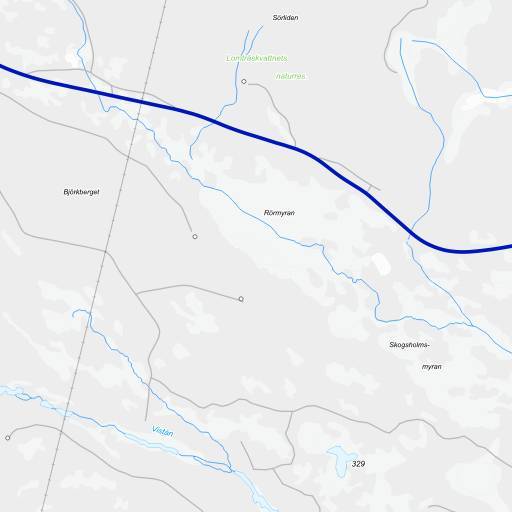 Sörliden
Lomträskvattnets
naturres.
Björkberget
Rörmyran
Skogsholms-
myran
Vistån
329